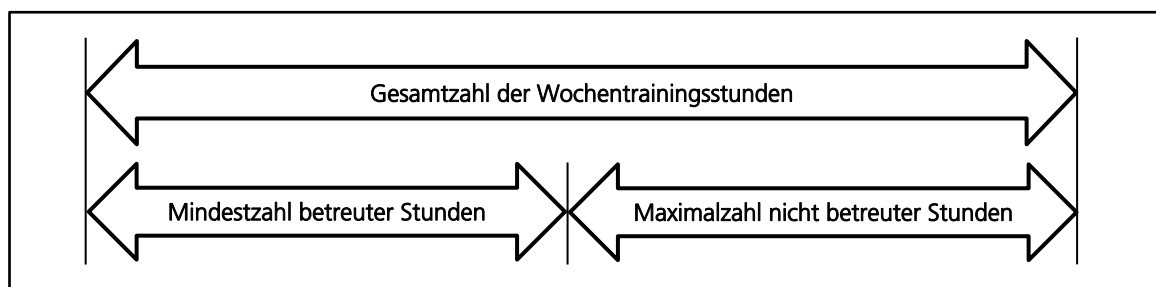 Gesamtzahl der Wochentrainingsstunden
Mindestzahl betreuter Stunden
Maximalzahl nicht betreuter Stunden